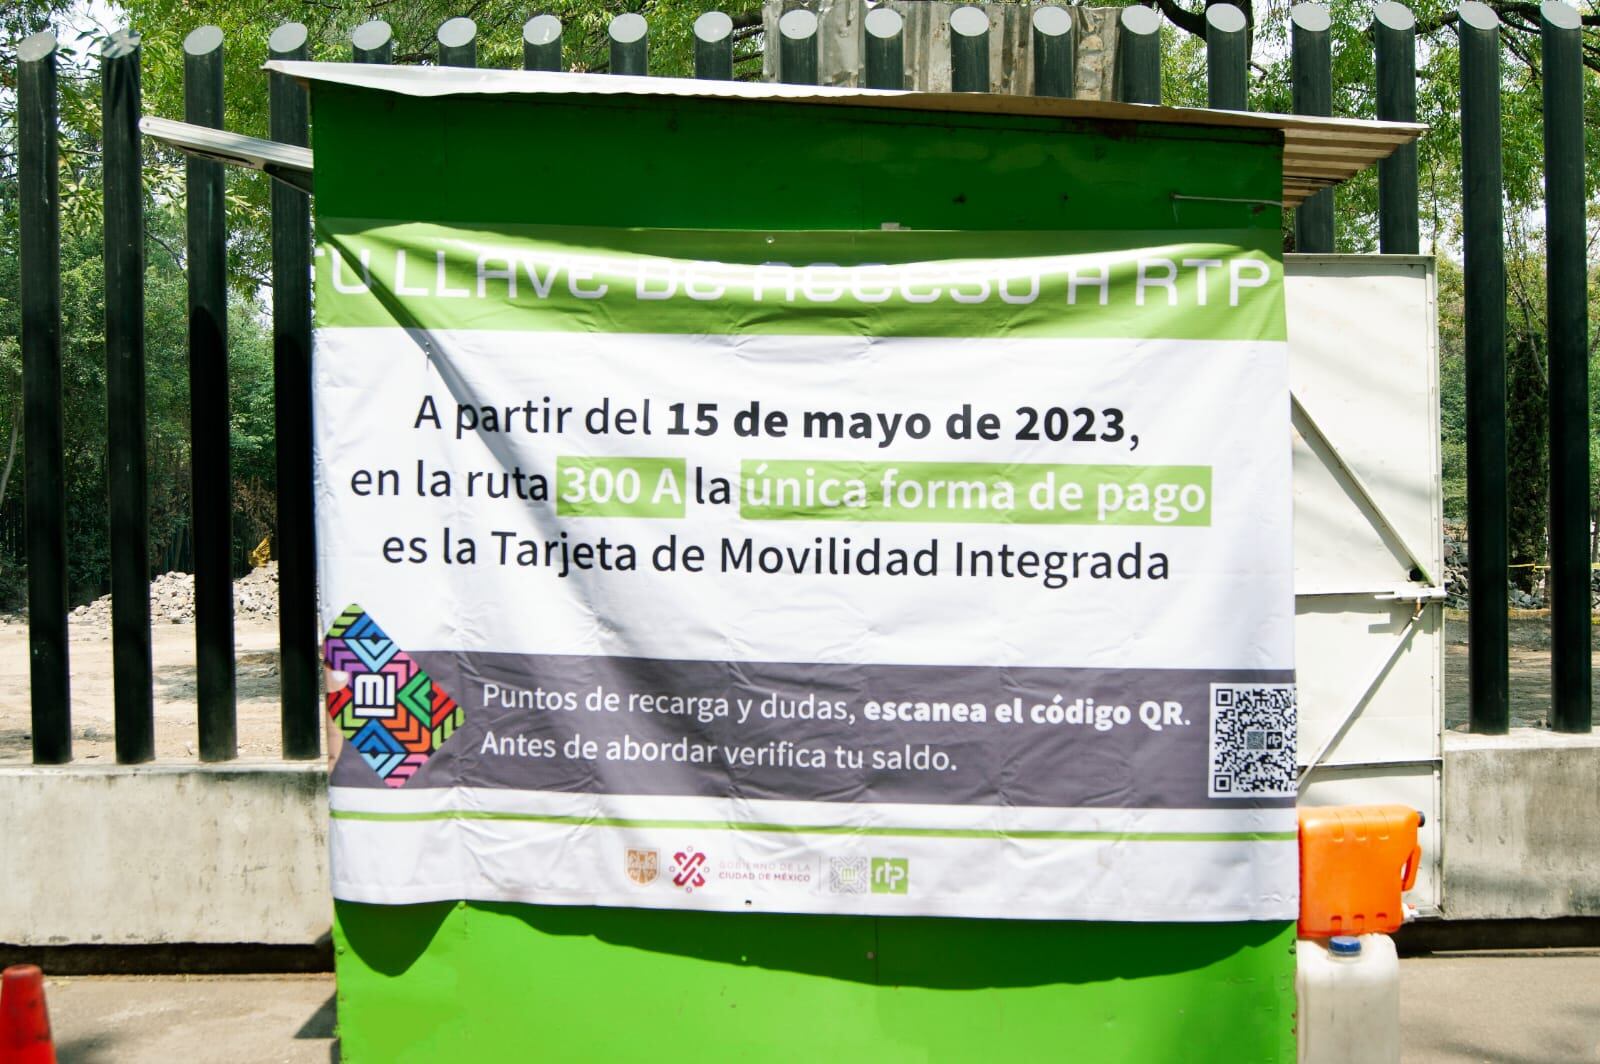 TU LLAVE DE ACCESO A RTP
A partir del 15 de mayo de 2023,
en la ruta 300 A la única forma de pago
es la Tarjeta de Movilidad Integrada
MI
Puntos de recarga y dudas, escanea el código QR.
Antes de abordar verifica tu saldo.
rtp
GOBIERNO DE LA
CIUDAD DE MÉXICO
MI
rtp